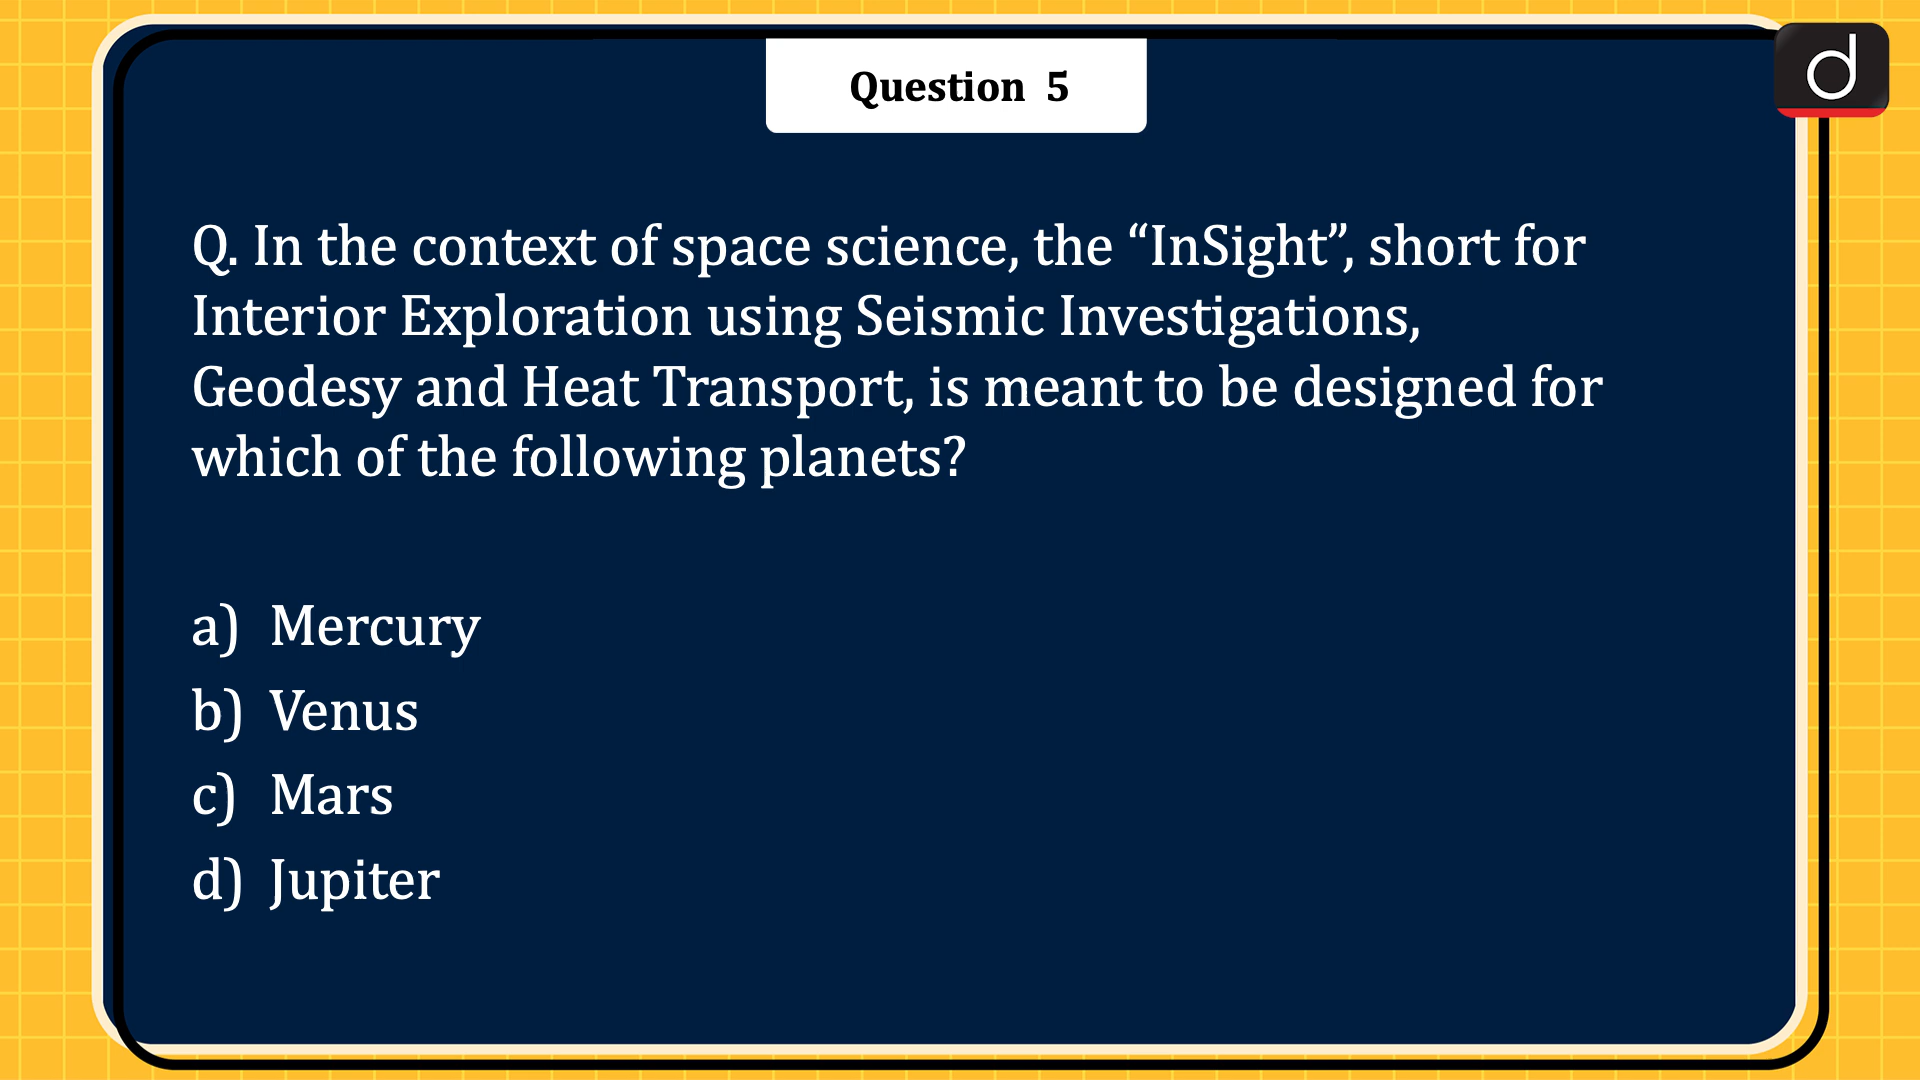 Question 5
d
Q. In the context of space science, the “InSight”, short for
Interior Exploration using Seismic Investigations,
Geodesy and Heat Transport, is meant to be designed for
which of the following planets?
a) Mercury
b) Venus
c) Mars
d) Jupiter